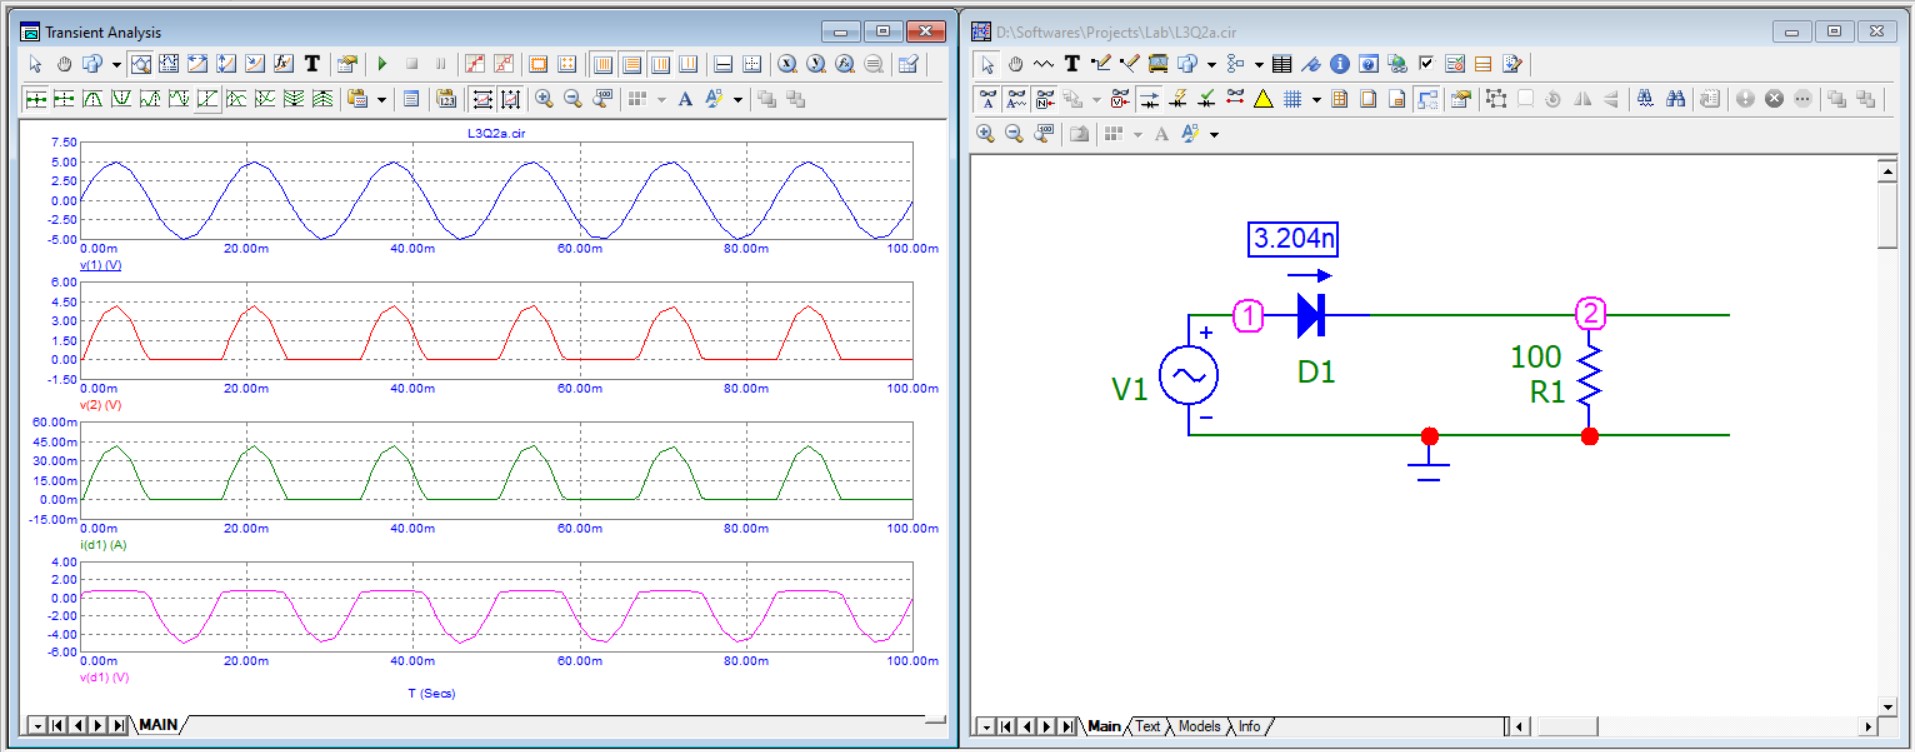 Transient Analysis
L3Q2a.cir
7.50
5.00
2.50
0.00
-2.50
-5.00
0.00m 20.00m 40.00m 60.00m 80.00m 100.00m
v(1) (V)
6.00
4.50
3.00
1.50
0.00
-1.50
0.00m 20.00m 40.00m 60.00m 80.00m 100.00m
v(2) (V)
60.00m
45.00m
30.00m
15.00m
0.00m
-15.00m
0.00m 20.00m 40.00m 60.00m 80.00m 100.00m
i(d1) (A)
4.00
2.00
0.00
-2.00
-4.00
-6.00
0.00m 20.00m 40.00m 60.00m 80.00m 100.00m
v(d1) (V)
T (Secs)
MAIN
D:\Softwares\Projects\Lab\L3Q2a.cir
3.204n
1
2
+
D1
100
R1
V1
−
Main Text Models Info